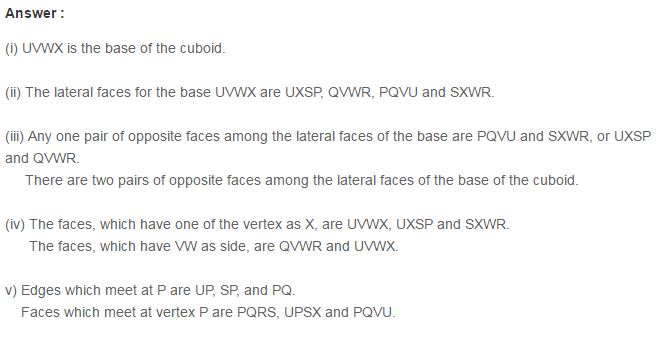 Answer :
(i) UVWX is the base of the cuboid.
(ii) The lateral faces for the base UVWX are UXSP, QVWR, PQVU and SXWR.
(iii) Any one pair of opposite faces among the lateral faces of the base are PQVU and SXWR, or UXSP
and QVWR.
There are two pairs of opposite faces among the lateral faces of the base of the cuboid.
(iv) The faces, which have one of the vertex as X, are UVWX, UXSP and SXWR.
The faces, which have VW as side, are QVWR and UVWX.
v) Edges which meet at P are UP, SP, and PQ.
Faces which meet at vertex P are PQRS, UPSX and PQVU.